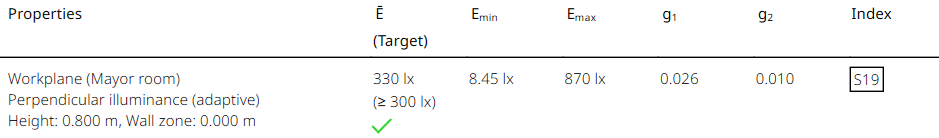 Properties Ē Emin Emax g1 g2 Index
(Target)
Workplane (Mayor room) 330 lx 8.45 lx 870 lx 0.026 0.010 S19
Perpendicular illuminance (adaptive) (≥ 300 lx)
Height: 0.800 m, Wall zone: 0.000 m ✓